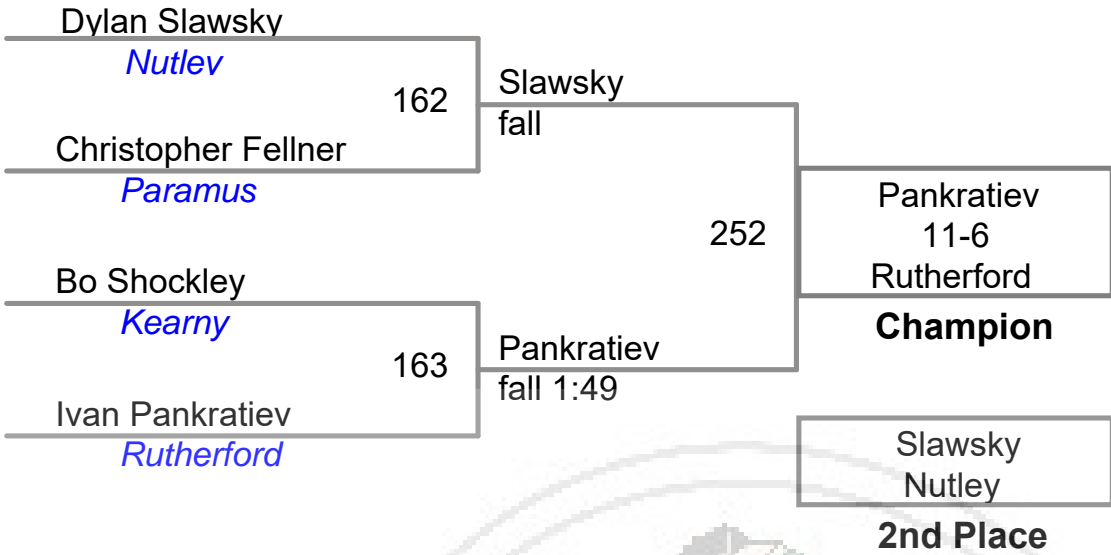 Dylan Slawsky
Nutlev
162
Slawsky
fall
Christopher Fellner
Paramus
252
Pankratiev
11-6
Rutherford
Champion
Bo Shockley
Kearny
163
Pankratiev
fall 1:49
Ivan Pankratiev
Rutherford
Slawsky
Nutley
2nd Place